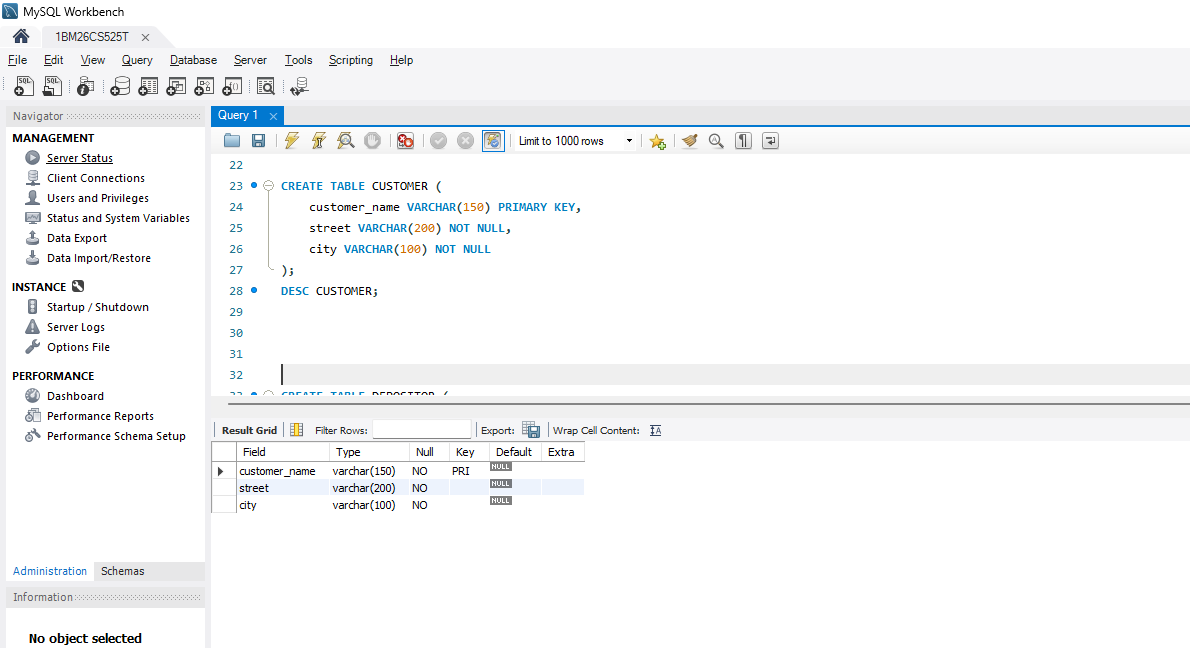 MySQL Workbench
1BM26CS525T
File Edit View Query Database Server Tools Scripting Help
Navigator
MANAGEMENT
Server Status
Client Connections
Users and Privileges
Status and System Variables
Data Export
Data Import/Restore
INSTANCE
Startup / Shutdown
Server Logs
Options File
PERFORMANCE
Dashboard
Performance Reports
Performance Schema Setup
Administration Schemas
Information
No object selected
Query 1
Limit to 1000 rows
22
23 CREATE TABLE CUSTOMER (
24 customer_name VARCHAR(150) PRIMARY KEY,
25 street VARCHAR(200) NOT NULL,
26 city VARCHAR(100) NOT NULL
27 );
28 DESC CUSTOMER;
29
30
31
32
33 CREATE TABLE DEPOSITOR (
Result Grid Filter Rows: Export: Wrap Cell Content:
Field Type Null Key Default Extra
customer_name varchar(150) NO PRI NULL
street varchar(200) NO NULL
city varchar(100) NO NULL